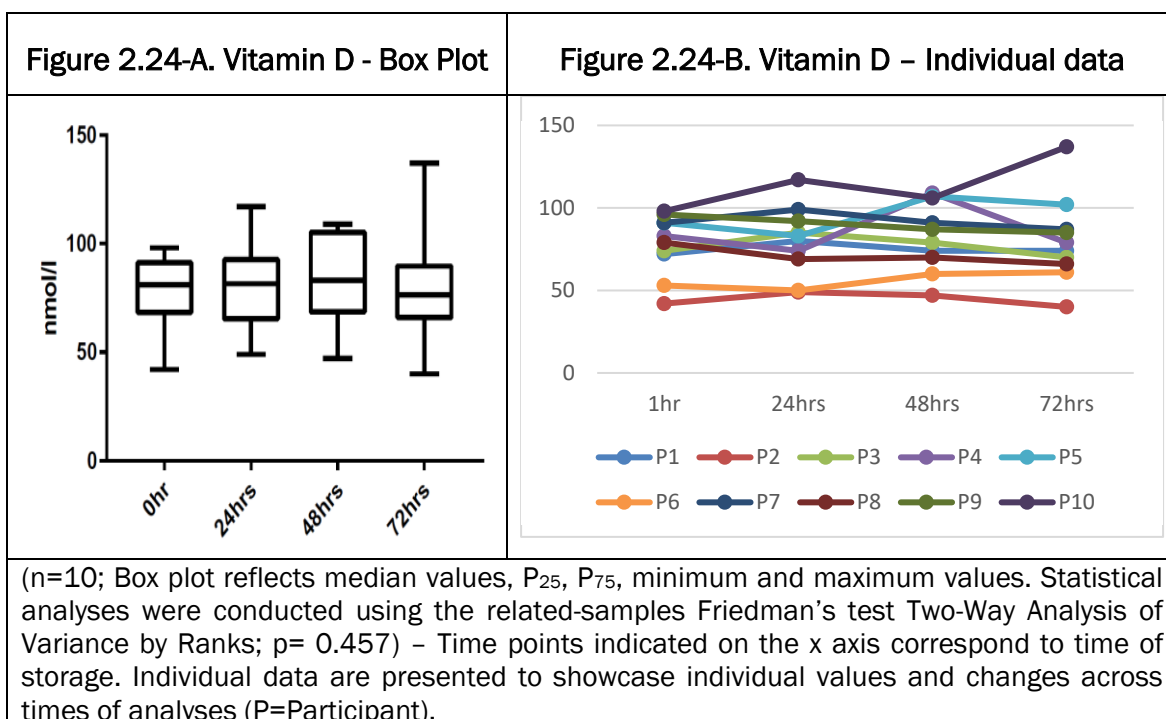 Figure 2.24-A. Vitamin D - Box Plot
Figure 2.24-B. Vitamin D – Individual data
150
100
50
0
nmol/l
0hr
24hrs
48hrs
72hrs
150
100
50
0
1hr
24hrs
48hrs
72hrs
P1
P2
P3
P4
P5
P6
P7
P8
P9
P10
(n=10; Box plot reflects median values, P25, P75, minimum and maximum values. Statistical
analyses were conducted using the related-samples Friedman's test Two-Way Analysis of
Variance by Ranks; p= 0.457) – Time points indicated on the x axis correspond to time of
storage. Individual data are presented to showcase individual values and changes across
times of analyses (P=Participant).